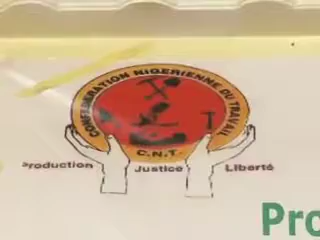 CONFEDERATION NIGERIENNE DU TRAVAIL
C.N.T.
Production Justice Liberté
Pro